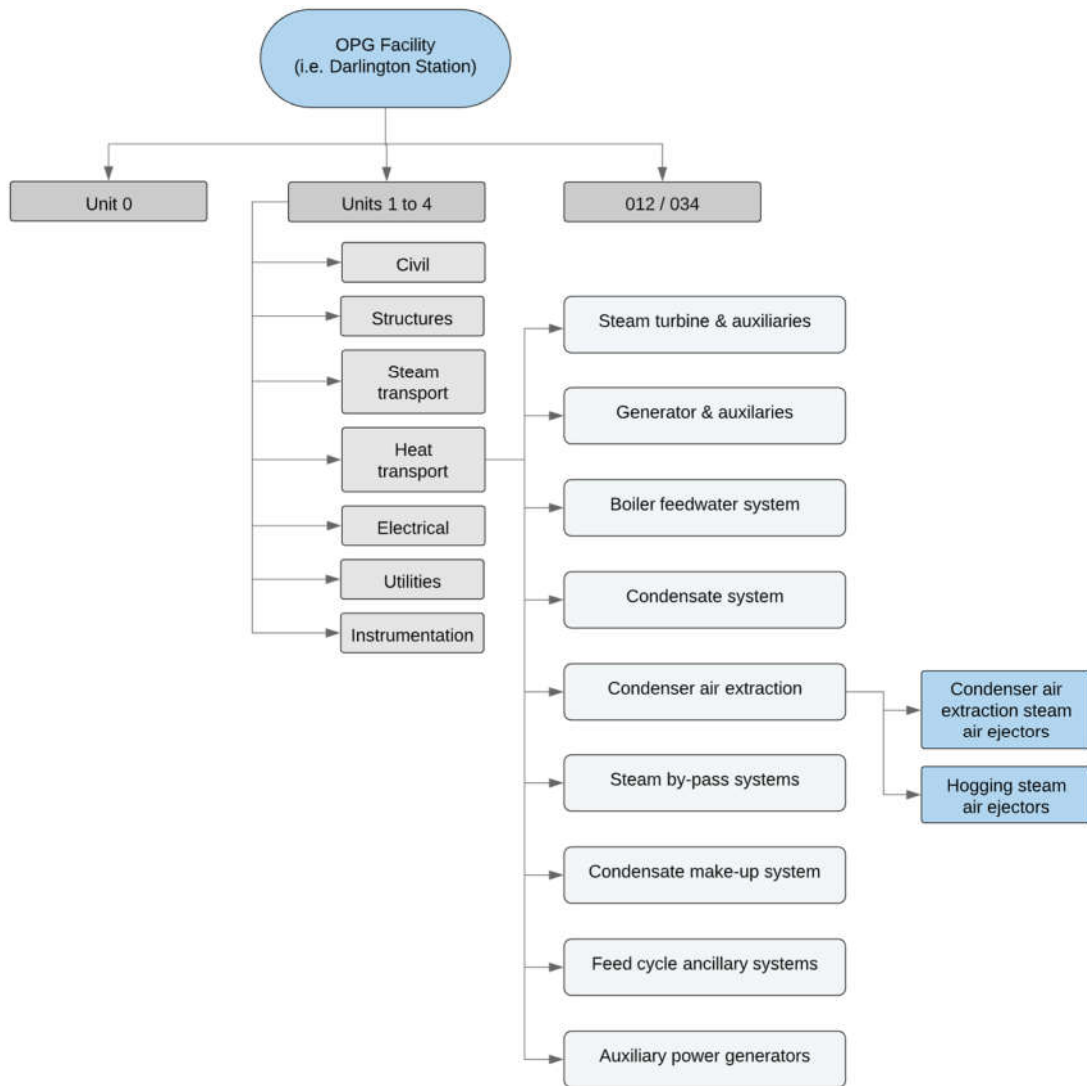 OPG Facility
(i.e. Darlington Station)
Unit 0
Units 1 to 4
012 / 034
Civil
Structures
Steam
transport
Heat
transport
Electrical
Utilities
Instrumentation
Steam turbine & auxiliaries
Generator & auxilaries
Boiler feedwater system
Condensate system
Condenser air extraction
Steam by-pass systems
Condensate make-up system
Feed cycle ancillary systems
Auxiliary power generators
Condenser air
extraction steam
air ejectors
Hogging steam
air ejectors